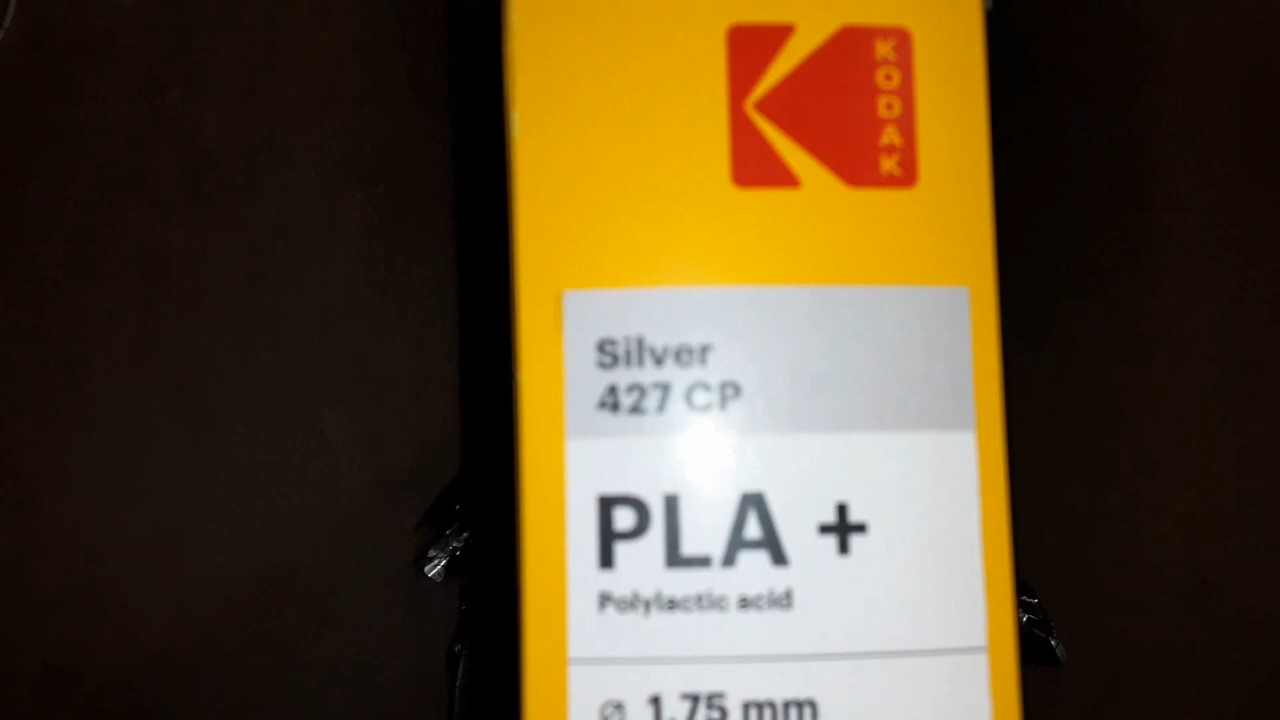 KODAK
Silver
427 CP
PLA +
Polylactic acid
⌀ 1.75 mm